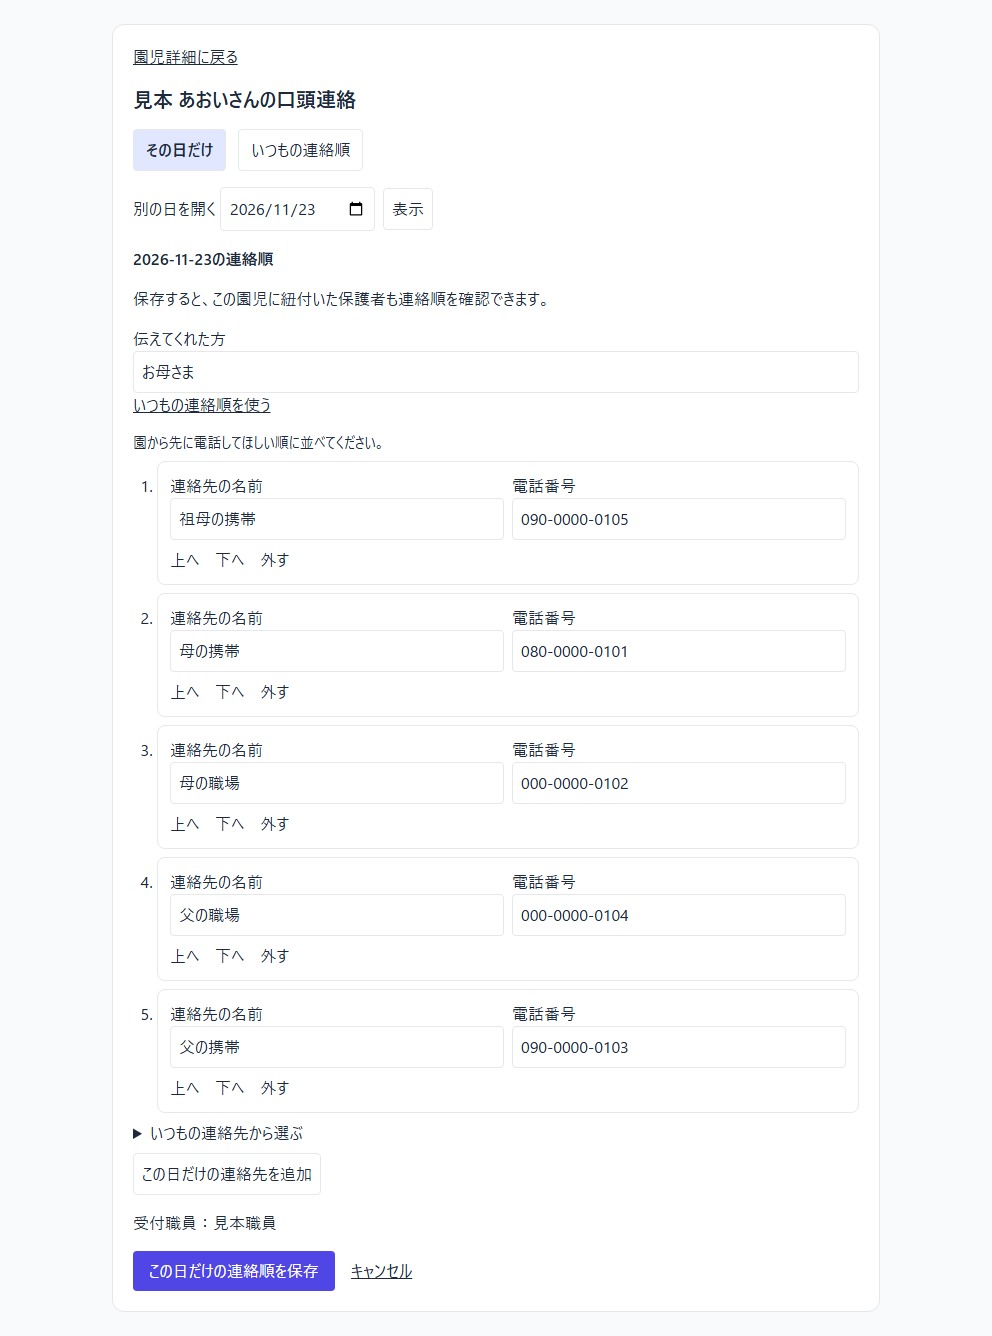 園児詳細に戻る
見本 あおいさんの口頭連絡
その日だけ いつもの連絡順
別の日を開く 2026/11/23 表示
2026-11-23の連絡順
保存すると、この園児に紐付いた保護者も連絡順を確認できます。
伝えてくれた方
お母さま
いつもの連絡順を使う
園から先に電話してほしい順に並べてください。
1. 連絡先の名前 電話番号
祖母の携帯 090-0000-0105
上へ 下へ 外す
2. 連絡先の名前 電話番号
母の携帯 080-0000-0101
上へ 下へ 外す
3. 連絡先の名前 電話番号
母の職場 000-0000-0102
上へ 下へ 外す
4. 連絡先の名前 電話番号
父の職場 000-0000-0104
上へ 下へ 外す
5. 連絡先の名前 電話番号
父の携帯 090-0000-0103
上へ 下へ 外す
▶ いつもの連絡先から選ぶ
この日だけの連絡先を追加
受付職員：見本職員
この日だけの連絡順を保存 キャンセル